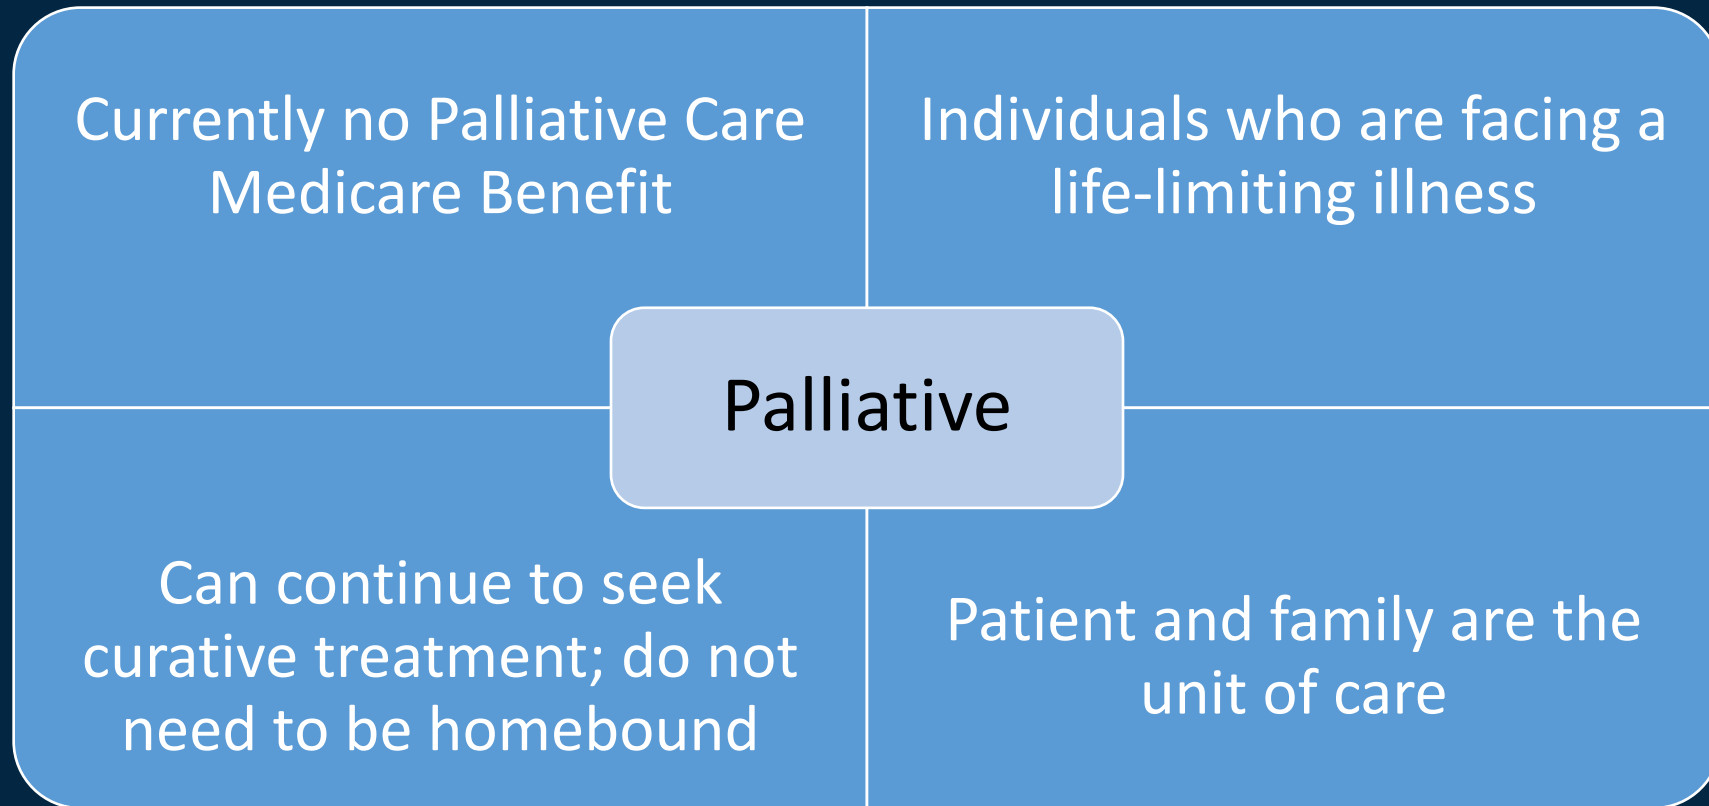 Currently no Palliative Care
Medicare Benefit
Individuals who are facing a
life-limiting illness
Palliative
Can continue to seek
curative treatment; do not
need to be homebound
Patient and family are the
unit of care